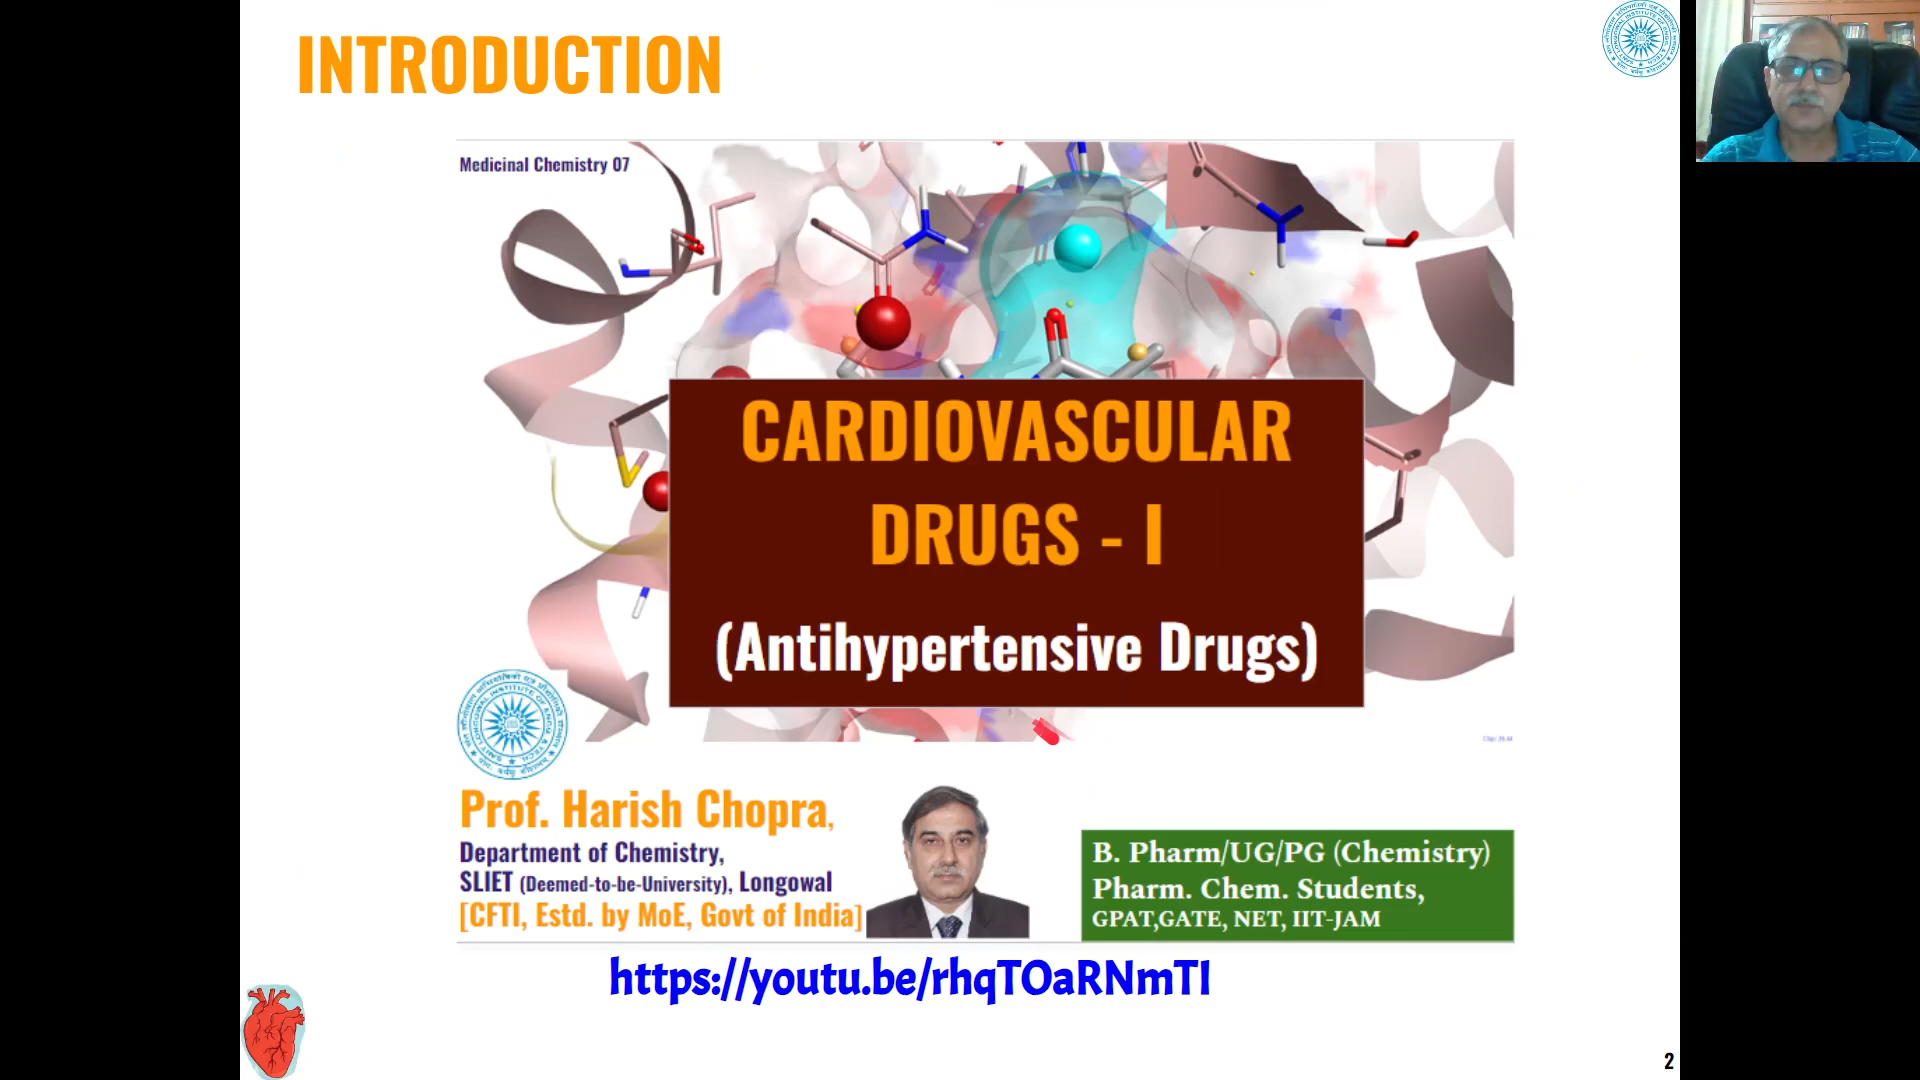 INTRODUCTION
Medicinal Chemistry 07
CARDIOVASCULAR
DRUGS - I
(Antihypertensive Drugs)
Prof. Harish Chopra,
Department of Chemistry,
SLIET (Deemed-to-be-University), Longowal
[CFTI, Estd. by MoE, Govt of India]
B. Pharm/UG/PG (Chemistry)
Pharm. Chem. Students,
GPAT,GATE, NET, IIT-JAM
https://youtu.be/rhqTOaRNmTI
2